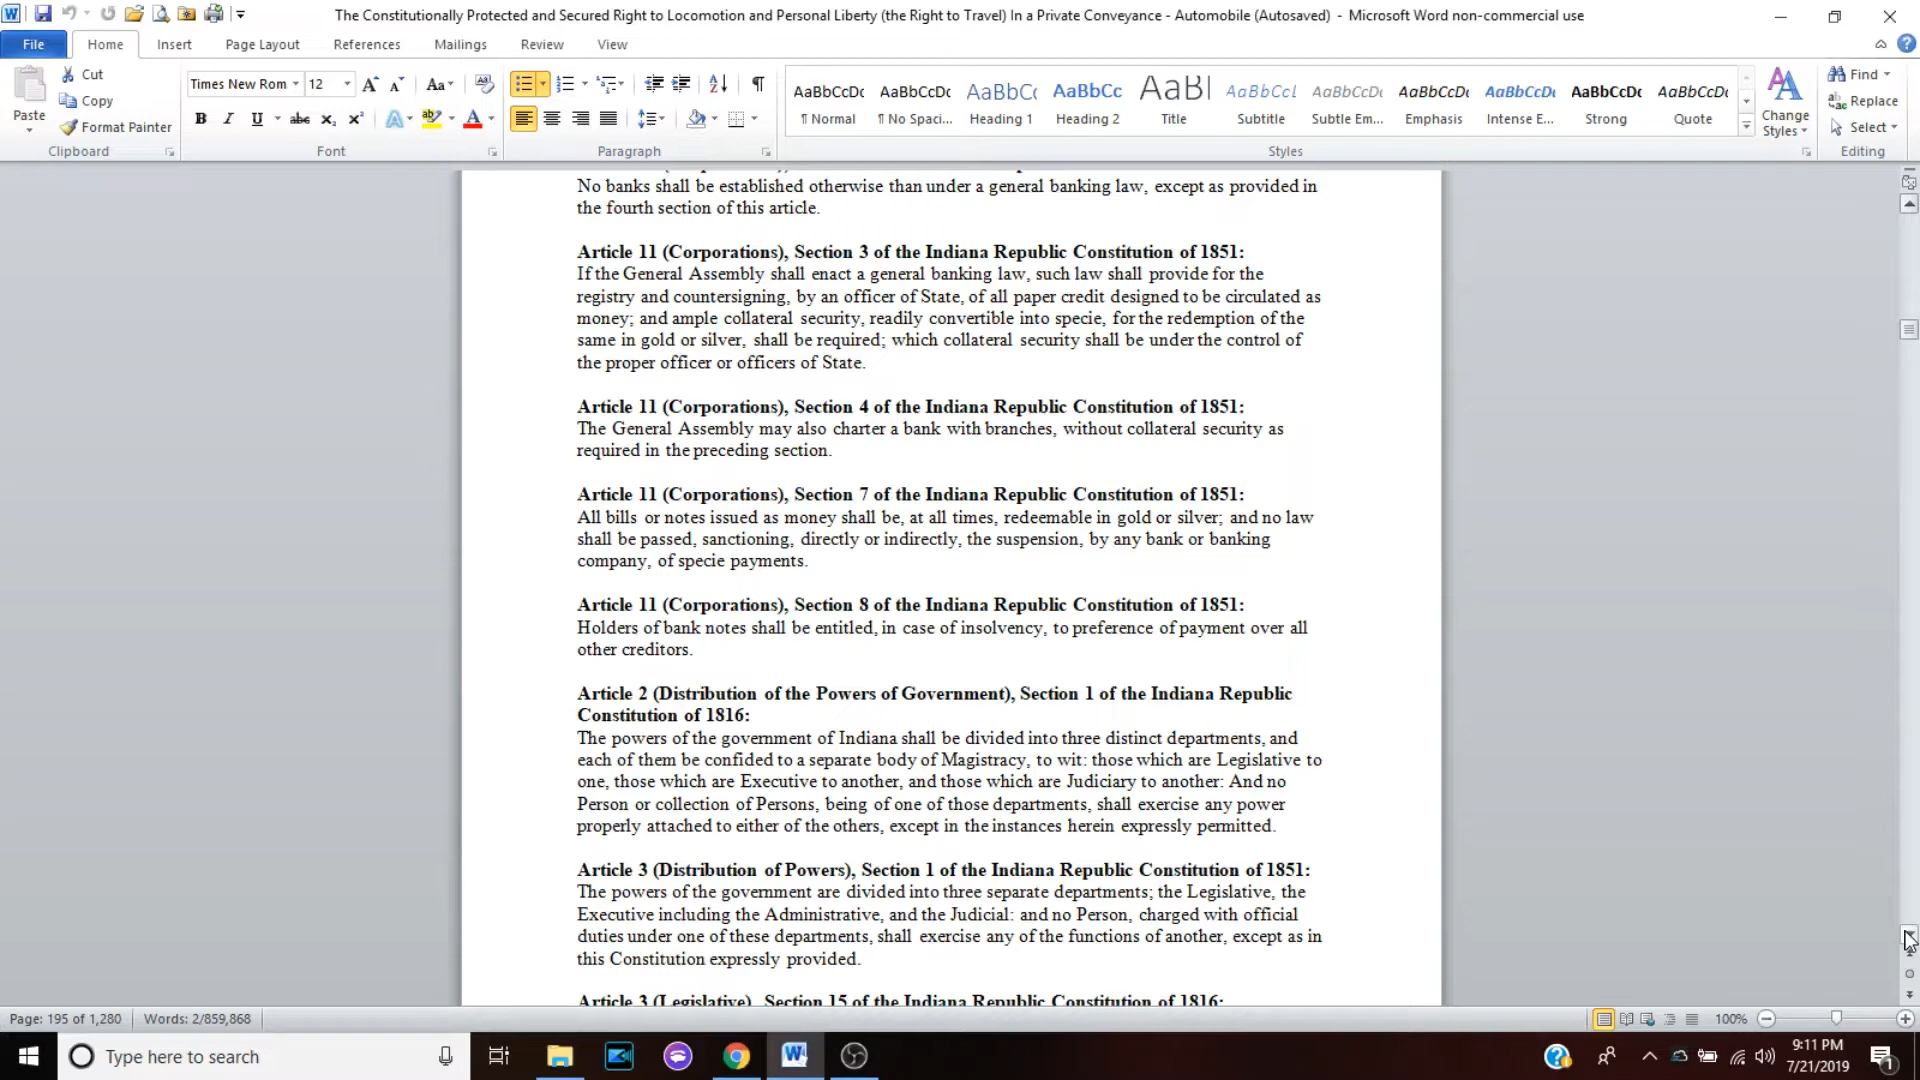 The Constitutionally Protected and Secured Right to Locomotion and Personal Liberty (the Right to Travel) In a Private Conveyance - Automobile (Autosaved) - Microsoft Word non-commercial use
File Home Insert Page Layout References Mailings Review View
Cut
Copy
Format Painter
Paste
Times New Rom 12
Clipboard Font Paragraph Styles Editing
AaBbCcDc AaBbCcDc AaBbCc AaBbCc AaBl AaBbCcL AaBbCcDc AaBbCcDc AaBbCcDc AaBbCcDc AaBbCcDc
¶ Normal ¶ No Spaci... Heading 1 Heading 2 Title Subtitle Subtle Em... Emphasis Intense E... Strong Quote
Change
Styles
Find
Replace
Select
No banks shall be established otherwise than under a general banking law, except as provided in
the fourth section of this article.
Article 11 (Corporations), Section 3 of the Indiana Republic Constitution of 1851:
If the General Assembly shall enact a general banking law, such law shall provide for the
registry and countersigning, by an officer of State, of all paper credit designed to be circulated as
money; and ample collateral security, readily convertible into specie, for the redemption of the
same in gold or silver, shall be required; which collateral security shall be under the control of
the proper officer or officers of State.
Article 11 (Corporations), Section 4 of the Indiana Republic Constitution of 1851:
The General Assembly may also charter a bank with branches, without collateral security as
required in the preceding section.
Article 11 (Corporations), Section 7 of the Indiana Republic Constitution of 1851:
All bills or notes issued as money shall be, at all times, redeemable in gold or silver; and no law
shall be passed, sanctioning, directly or indirectly, the suspension, by any bank or banking
company, of specie payments.
Article 11 (Corporations), Section 8 of the Indiana Republic Constitution of 1851:
Holders of bank notes shall be entitled, in case of insolvency, to preference of payment over all
other creditors.
Article 2 (Distribution of the Powers of Government), Section 1 of the Indiana Republic
Constitution of 1816:
The powers of the government of Indiana shall be divided into three distinct departments, and
each of them be confided to a separate body of Magistracy, to wit: those which are Legislative to
one, those which are Executive to another, and those which are Judiciary to another: And no
Person or collection of Persons, being of one of those departments, shall exercise any power
properly attached to either of the others, except in the instances herein expressly permitted.
Article 3 (Distribution of Powers), Section 1 of the Indiana Republic Constitution of 1851:
The powers of the government are divided into three separate departments; the Legislative, the
Executive including the Administrative, and the Judicial: and no Person, charged with official
duties under one of these departments, shall exercise any of the functions of another, except as in
this Constitution expressly provided.
Article 3 (Legislative), Section 15 of the Indiana Republic Constitution of 1816:
Page: 195 of 1,280 Words: 2/859,868 100%
Type here to search
9:11 PM
7/21/2019